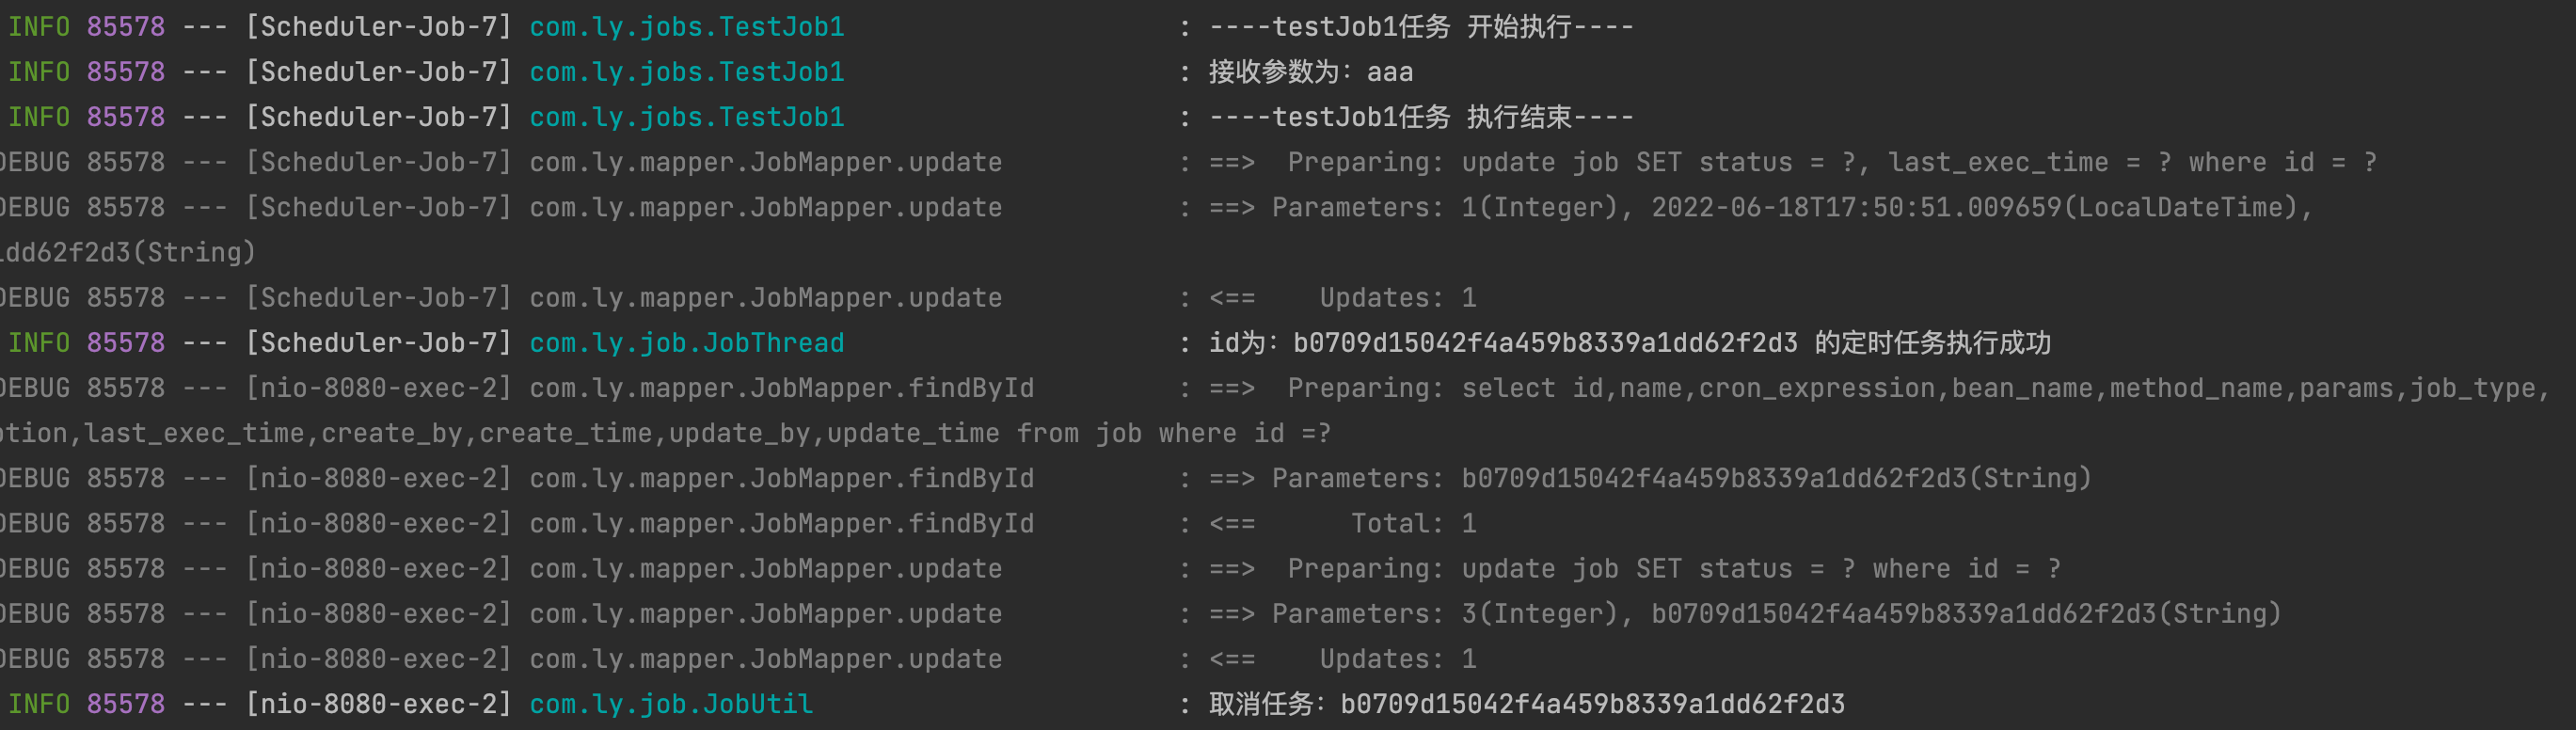 INFO 85578 --- [Scheduler-Job-7] com.ly.jobs.TestJob1 : ----testJob1任务 开始执行----
INFO 85578 --- [Scheduler-Job-7] com.ly.jobs.TestJob1 : 接收参数为：aaa
INFO 85578 --- [Scheduler-Job-7] com.ly.jobs.TestJob1 : ----testJob1任务 执行结束----
DEBUG 85578 --- [Scheduler-Job-7] com.ly.mapper.JobMapper.update : ==>  Preparing: update job SET status = ?, last_exec_time = ? where id = ?
DEBUG 85578 --- [Scheduler-Job-7] com.ly.mapper.JobMapper.update : ==> Parameters: 1(Integer), 2022-06-18T17:50:51.009659(LocalDateTime),
1dd62f2d3(String)
DEBUG 85578 --- [Scheduler-Job-7] com.ly.mapper.JobMapper.update : <==    Updates: 1
INFO 85578 --- [Scheduler-Job-7] com.ly.job.JobThread : id为：b0709d15042f4a459b8339a1dd62f2d3 的定时任务执行成功
DEBUG 85578 --- [nio-8080-exec-2] com.ly.mapper.JobMapper.findById : ==>  Preparing: select id,name,cron_expression,bean_name,method_name,params,job_type,
ption,last_exec_time,create_by,create_time,update_by,update_time from job where id =?
DEBUG 85578 --- [nio-8080-exec-2] com.ly.mapper.JobMapper.findById : ==> Parameters: b0709d15042f4a459b8339a1dd62f2d3(String)
DEBUG 85578 --- [nio-8080-exec-2] com.ly.mapper.JobMapper.findById : <==      Total: 1
DEBUG 85578 --- [nio-8080-exec-2] com.ly.mapper.JobMapper.update : ==>  Preparing: update job SET status = ? where id = ?
DEBUG 85578 --- [nio-8080-exec-2] com.ly.mapper.JobMapper.update : ==> Parameters: 3(Integer), b0709d15042f4a459b8339a1dd62f2d3(String)
DEBUG 85578 --- [nio-8080-exec-2] com.ly.mapper.JobMapper.update : <==    Updates: 1
INFO 85578 --- [nio-8080-exec-2] com.ly.job.JobUtil : 取消任务：b0709d15042f4a459b8339a1dd62f2d3